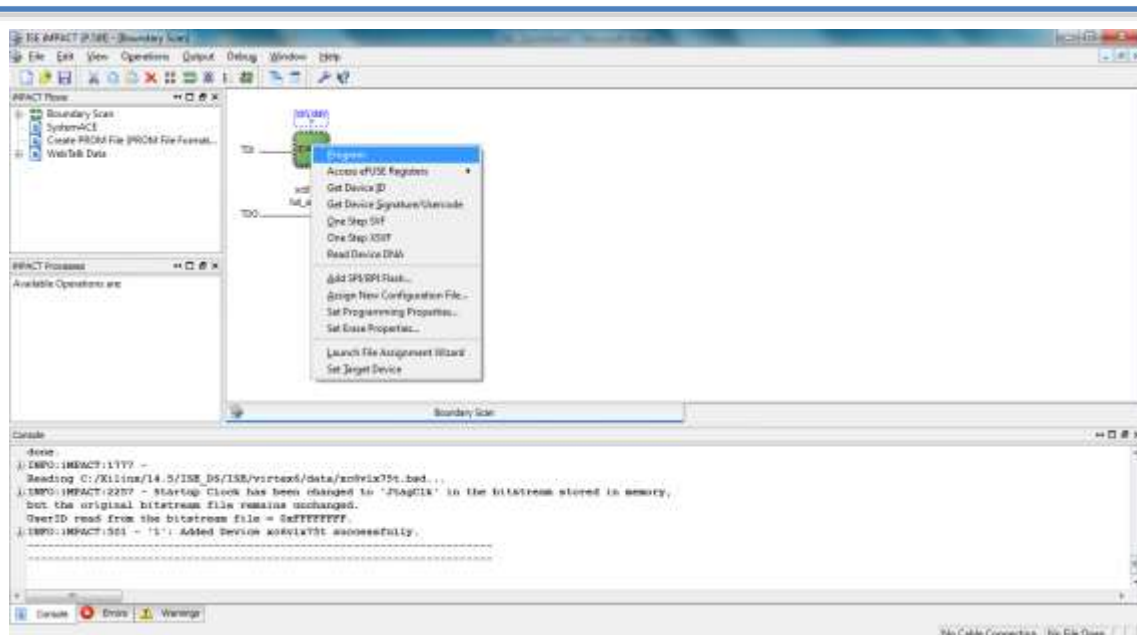 ISE iMPACT (P.58f) - [Boundary Scan]
File Edit View Operations Output Debug Window Help
iMPACT Flows
Boundary Scan
SystemACE
Create PROM File (PROM File Format...
WebTalk Data
iMPACT Processes
Available Operations are:
SPI/BPI
?
TDI
TDO
Program
Access eFUSE Registers
Get Device ID
Get Device Signature/Usercode
One Step SVF
One Step XSVF
Read Device DNA
Add SPI/BPI Flash...
Assign New Configuration File...
Set Programming Properties...
Set Erase Properties...
Launch File Assignment Wizard
Set Target Device
Boundary Scan
Console
done.
INFO:iMPACT:1777 -
Reading C:/Xilinx/14.5/ISE_DS/ISE/virtex6/data/xc6vlx75t.bsd...
INFO:iMPACT:2257 - Startup Clock has been changed to 'JtagClk' in the bitstream stored in memory,
but the original bitstream file remains unchanged.
UserID read from the bitstream file = 0xFFFFFFFF.
INFO:iMPACT:501 - '1': Added Device xc6vlx75t successfully.
Console Errors Warnings
No Cable Connection No File Open